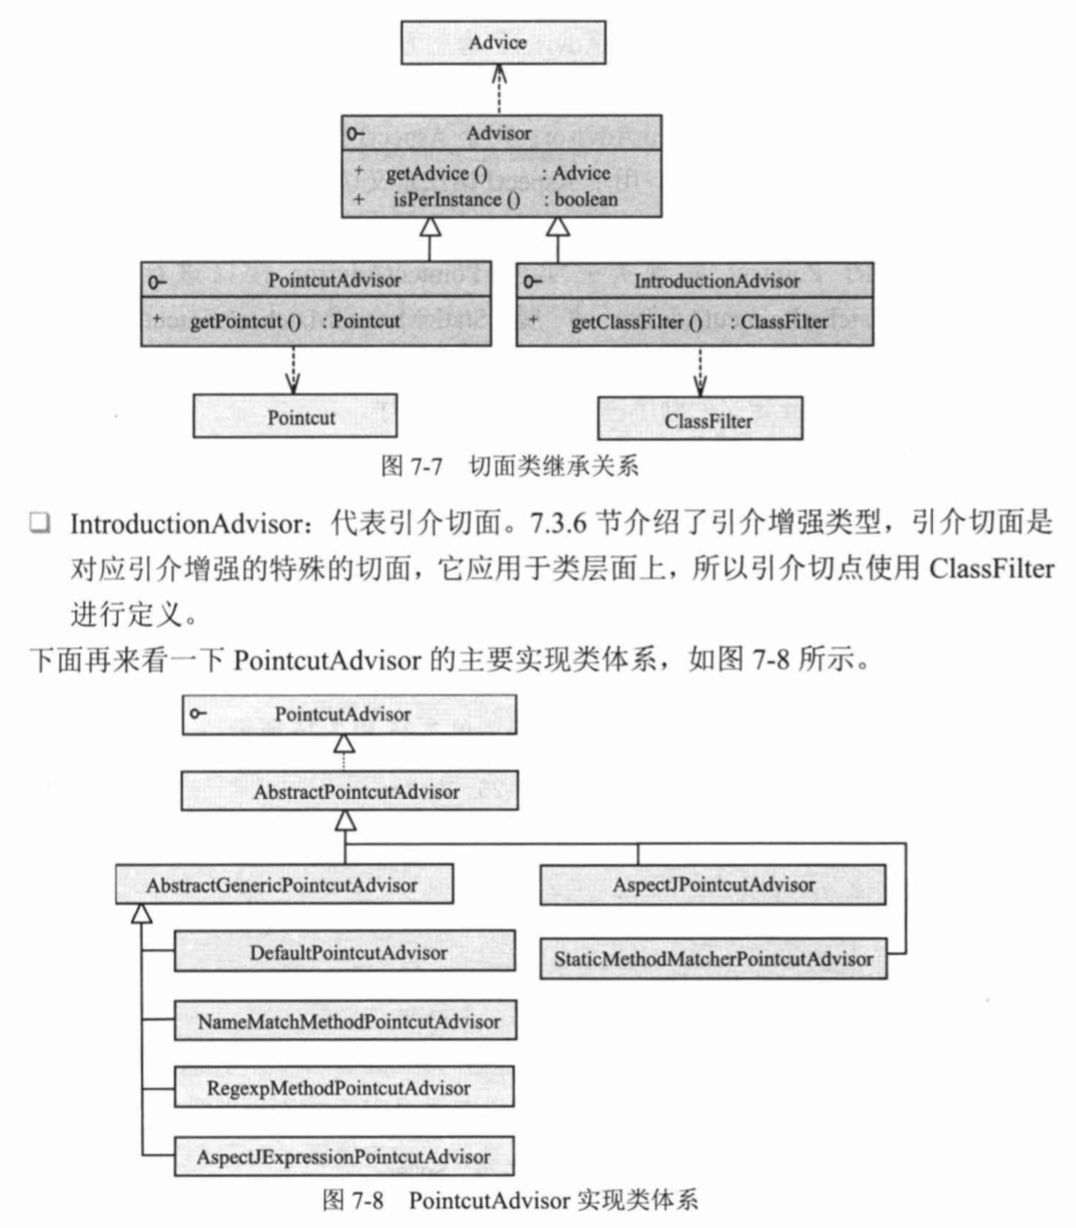 Advice
Advisor
+ getAdvice () : Advice
+ isPerInstance () : boolean
PointcutAdvisor
+ getPointcut () : Pointcut
IntroductionAdvisor
+ getClassFilter () : ClassFilter
Pointcut
ClassFilter
图 7-7 切面类继承关系
❑ IntroductionAdvisor：代表引介切面。7.3.6 节介绍了引介增强类型，引介切面是
对应引介增强的特殊的切面，它应用于类层面上，所以引介切点使用 ClassFilter
进行定义。
下面再来看一下 PointcutAdvisor 的主要实现类体系，如图 7-8 所示。
PointcutAdvisor
AbstractPointcutAdvisor
AbstractGenericPointcutAdvisor
AspectJPointcutAdvisor
DefaultPointcutAdvisor
StaticMethodMatcherPointcutAdvisor
NameMatchMethodPointcutAdvisor
RegexpMethodPointcutAdvisor
AspectJExpressionPointcutAdvisor
图 7-8 PointcutAdvisor 实现类体系